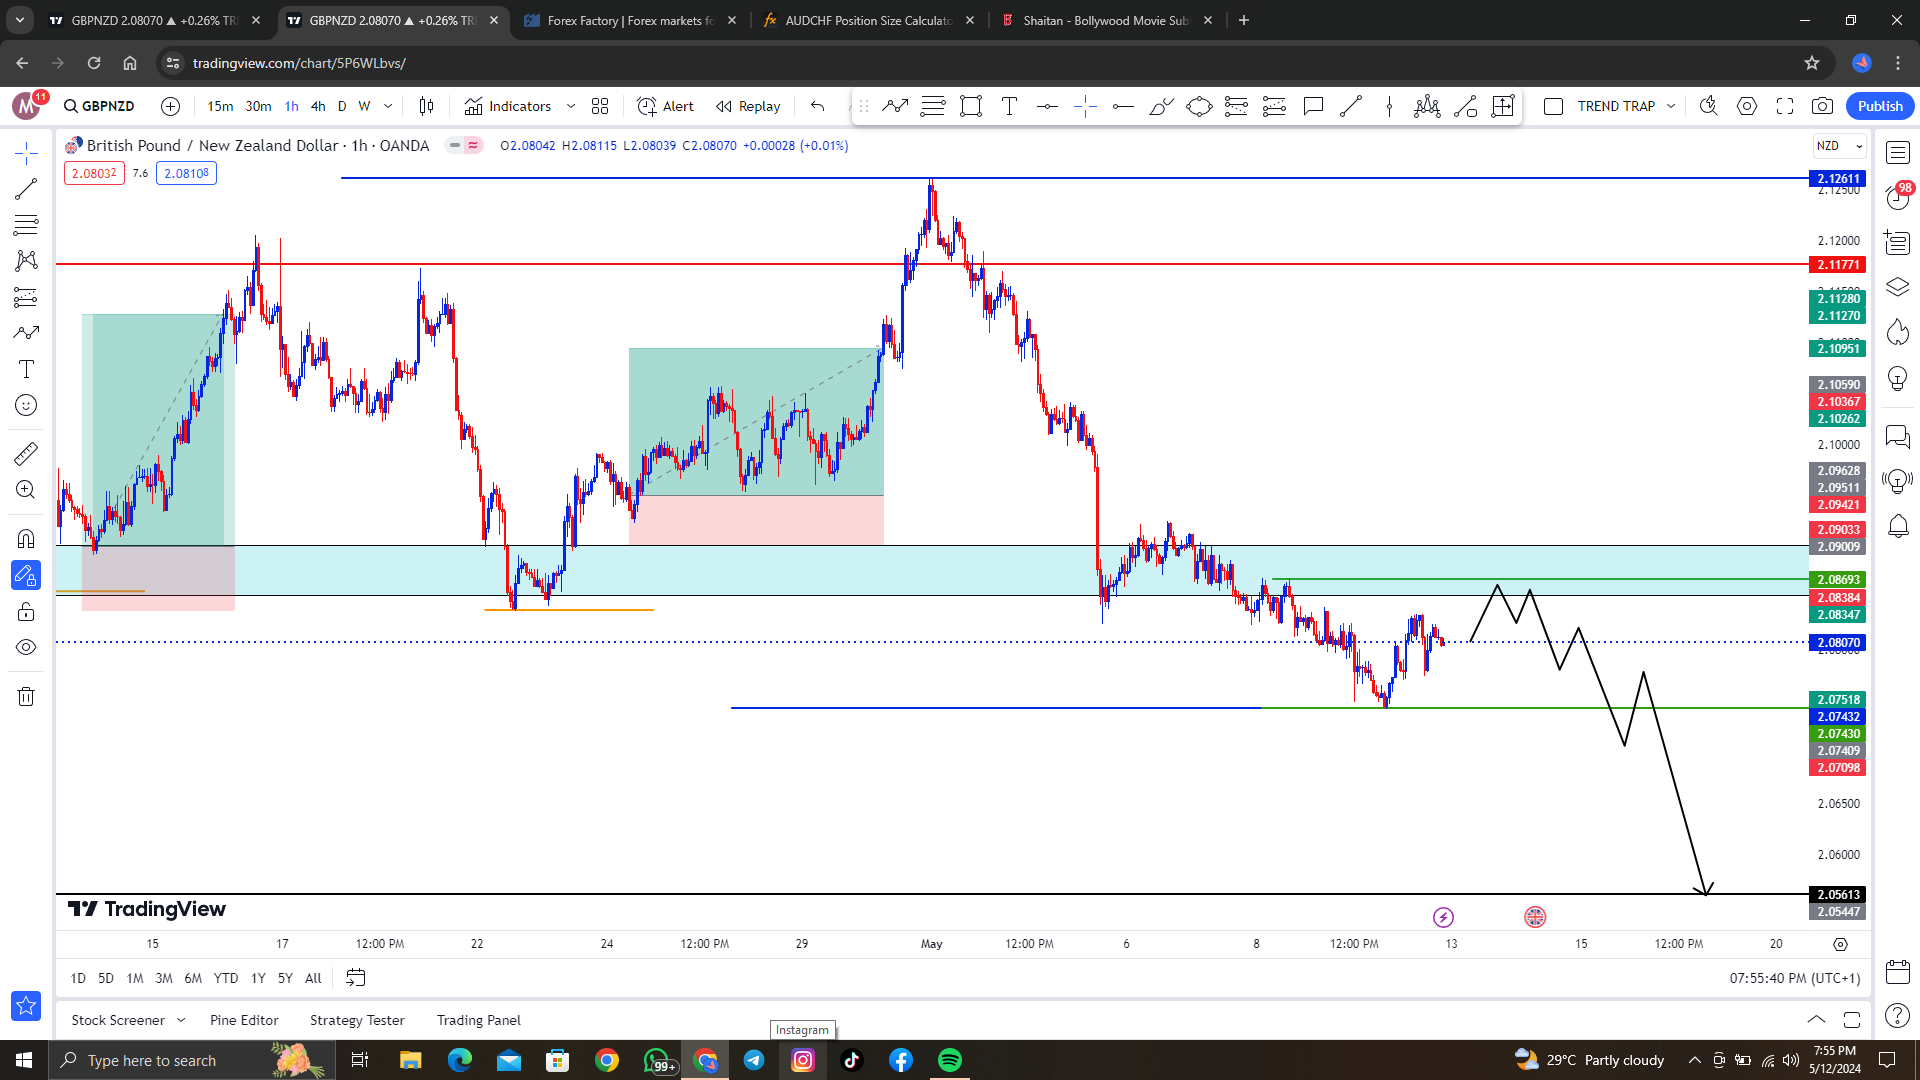 GBPNZD 2.08070 ▲ +0.26% TR
GBPNZD 2.08070 ▲ +0.26% TR
Forex Factory | Forex markets fo
AUDCHF Position Size Calculato
Shaitan - Bollywood Movie Sub
tradingview.com/chart/5P6WLbvs/
M
11
GBPNZD
15m
30m
1h
4h
D
W
Indicators
Alert
Replay
TREND TRAP
Publish
British Pound / New Zealand Dollar · 1h · OANDA
O2.08042 H2.08115 L2.08039 C2.08070 +0.00028 (+0.01%)
NZD
2.08032
7.6
2.08108
98
2.12611
2.12000
2.11771
2.11280
2.11270
2.10951
2.10590
2.10367
2.10262
2.10000
2.09628
2.09511
2.09421
2.09033
2.09009
2.08693
2.08384
2.08347
2.08070
2.07518
2.07432
2.07430
2.07409
2.07098
2.06500
2.06000
2.05613
2.05447
TradingView
15
17
12:00 PM
22
24
12:00 PM
29
May
12:00 PM
6
8
12:00 PM
13
15
12:00 PM
20
1D
5D
1M
3M
6M
YTD
1Y
5Y
All
07:55:40 PM (UTC+1)
Stock Screener
Pine Editor
Strategy Tester
Trading Panel
Instagram
Type here to search
99+
29°C Partly cloudy
7:55 PM
5/12/2024